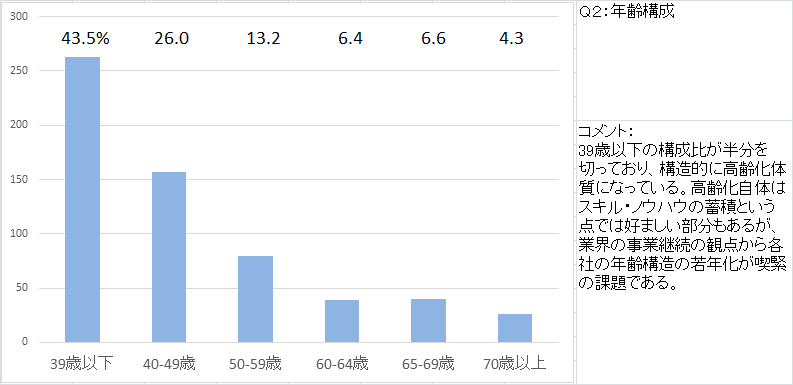 300
43.5% 26.0 13.2 6.4 6.6 4.3
250
200
150
100
50
0
39歳以下 40-49歳 50-59歳 60-64歳 65-69歳 70歳以上
Q2:年齢構成
コメント:
39歳以下の構成比が半分を
切っており、構造的に高齢化体
質になっている。高齢化自体は
スキル・ノウハウの蓄積という
点では好ましい部分もあるが、
業界の事業継続の観点から各
社の年齢構造の若年化が喫緊
の課題である。